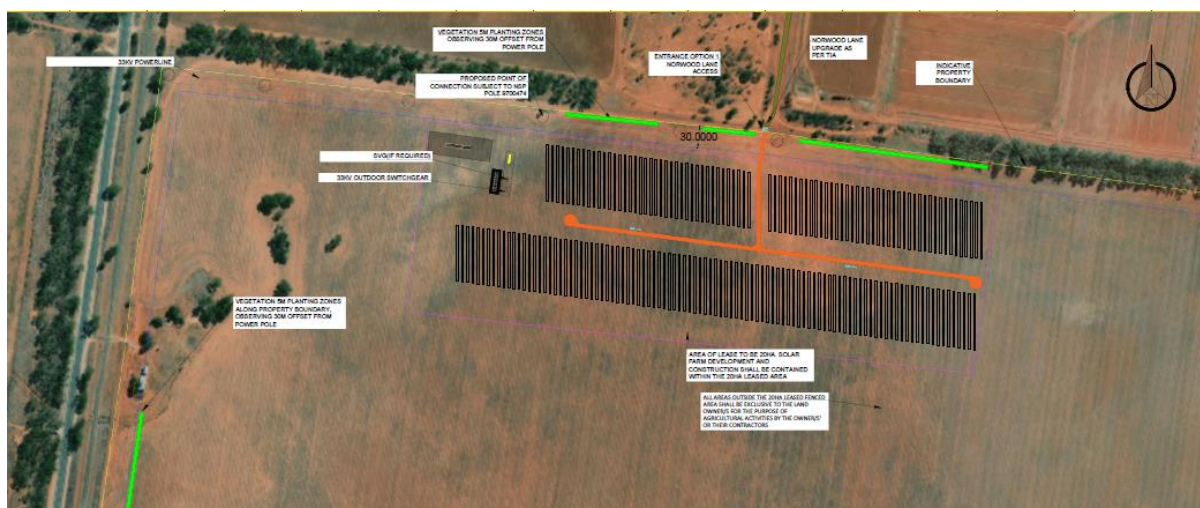 VEGETATION 5M PLANTING ZONES
OBSERVING 30M OFFSET FROM
POWER POLE
33KV POWERLINE
PROPOSED POINT OF
CONNECTION SUBJECT TO NSP
POLE 9700474
ENTRANCE OPTION 1
NORWOOD LANE
ACCESS
NORWOOD LANE
UPGRADE AS
PER TIA
INDICATIVE
PROPERTY
BOUNDARY
30.0000
SVG(IF REQUIRED)
33KV OUTDOOR SWITCHGEAR
VEGETATION 5M PLANTING ZONES
ALONG PROPERTY BOUNDARY,
OBSERVING 30M OFFSET FROM
POWER POLE
AREA OF LEASE TO BE 20HA. SOLAR
FARM DEVELOPMENT AND
CONSTRUCTION SHALL BE CONTAINED
WITHIN THE 20HA LEASED AREA
ALL AREAS OUTSIDE THE 20HA LEASED FENCED
AREA SHALL BE EXCLUSIVE TO THE LAND
OWNER/S FOR THE PURPOSE OF
AGRICULTURAL ACTIVITIES BY THE OWNER/S'
OR THEIR CONTRACTORS